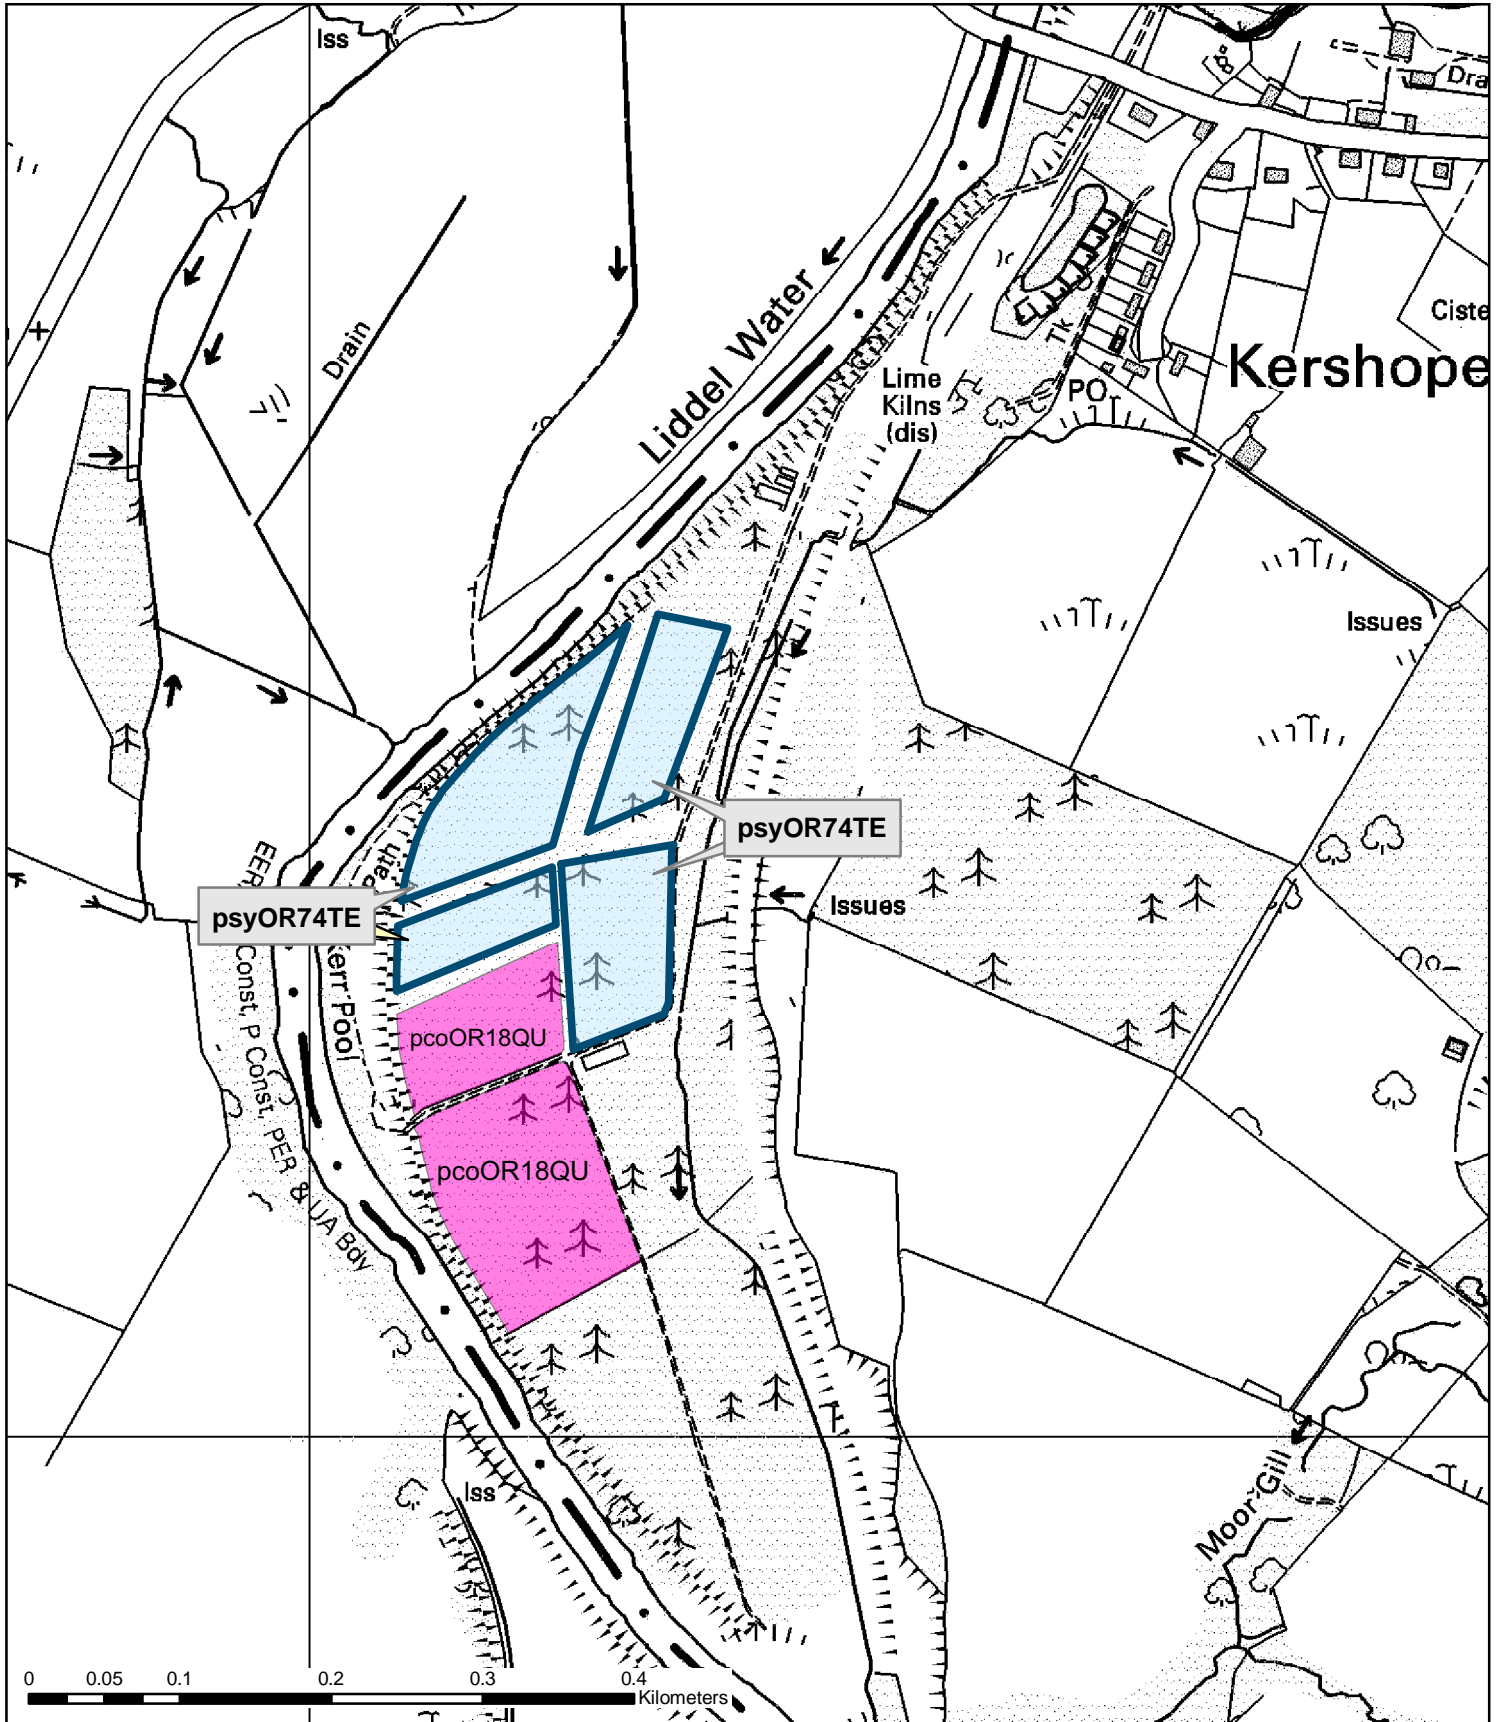 Iss
Dra
Drain
Liddel Water
Tk
Ciste
Kershope
Lime
Kilns
(dis)
PO
Issues
psyOR74TE
Path
psyOR74TE
Issues
Kerr Pool
Const, P Const, PER & UA Bdy
pcoOR18QU
pcoOR18QU
Iss
Moor Gill
0 0.05 0.1 0.2 0.3 0.4
Kilometers